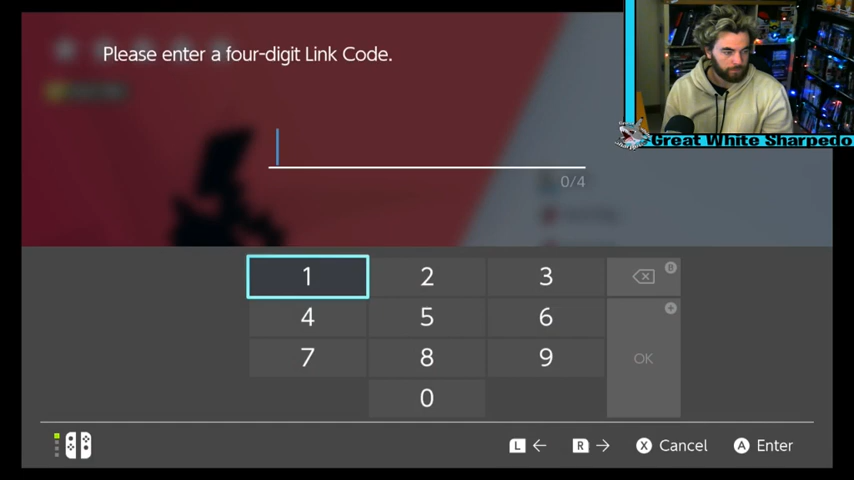 Please enter a four-digit Link Code.
Great White Sharpedo
0/4
1 2 3
B
4 5 6
+
7 8 9
OK
0
L ← R → X Cancel A Enter